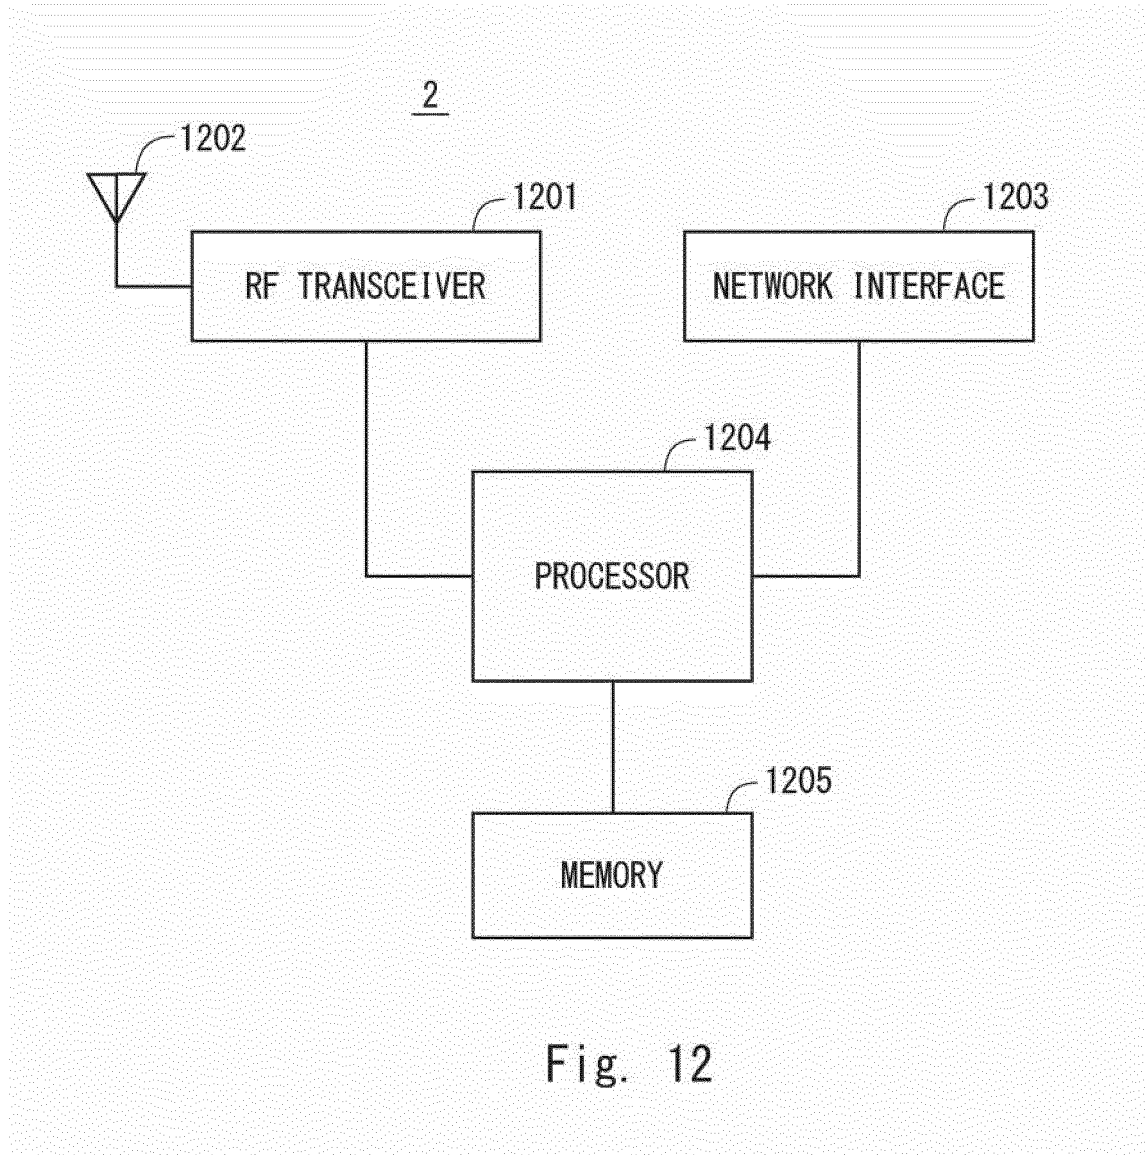 2
1202
1201
1203
RF TRANSCEIVER
NETWORK INTERFACE
1204
PROCESSOR
1205
MEMORY
Fig. 12